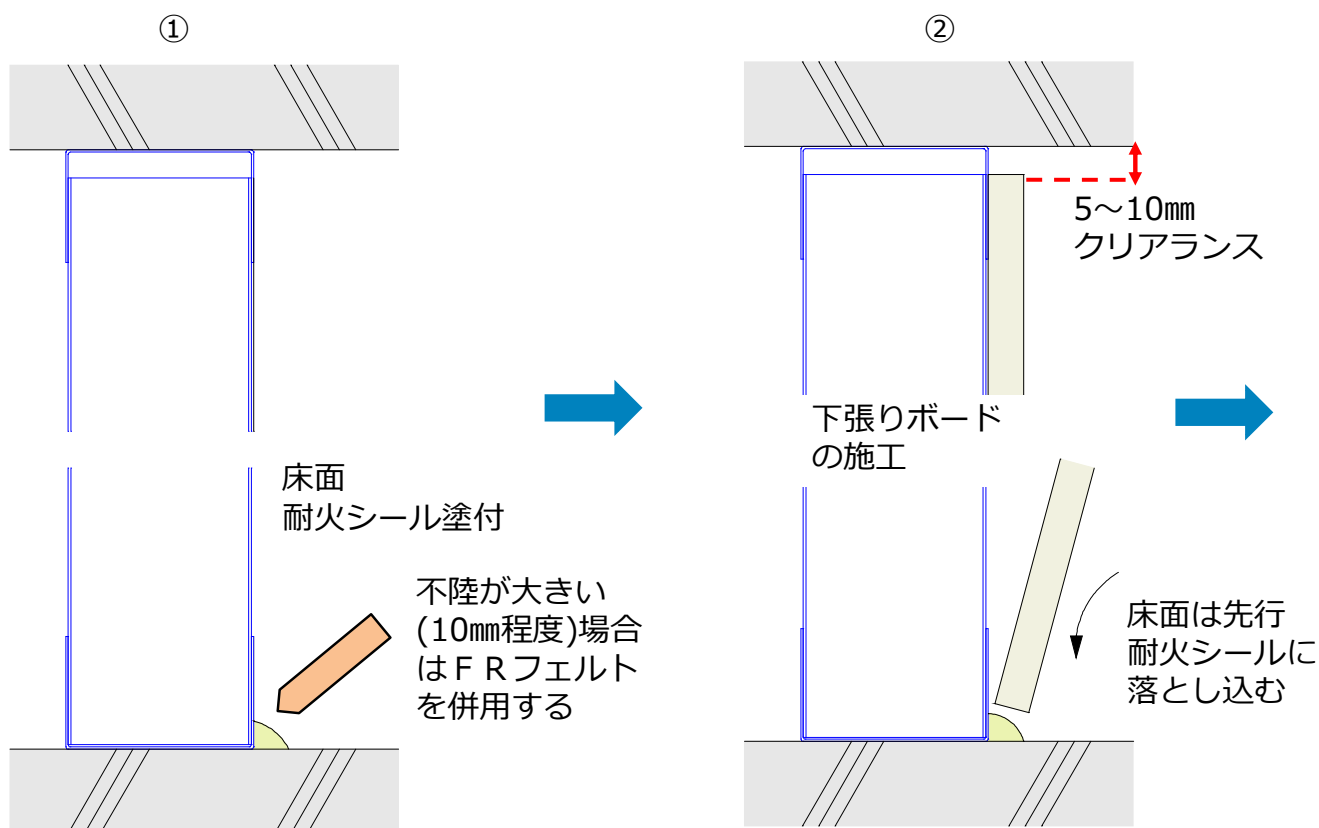 ①
床面
耐火シール塗付
不陸が大きい
(10㎜程度)場合
はＦＲフェルト
を併用する
②
5～10㎜
クリアランス
下張りボード
の施工
床面は先行
耐火シールに
落とし込む